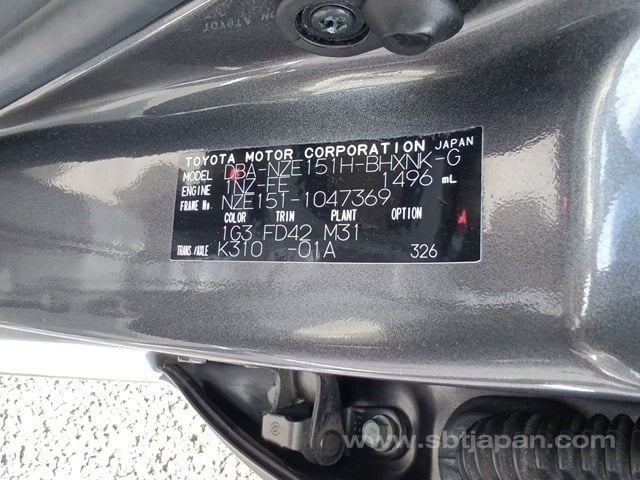 TOYOTA MOTOR CORPORATION JAPAN
MODEL DBA-NZE151H-BHXNK-G
ENGINE 1NZ-FE 1496 mL
FRAME No NZE151-1047369
COLOR TRIM PLANT OPTION
1G3 FD42 M31 A
TRANS/AXLE K310 -01A 326
www.sbtjapan.com